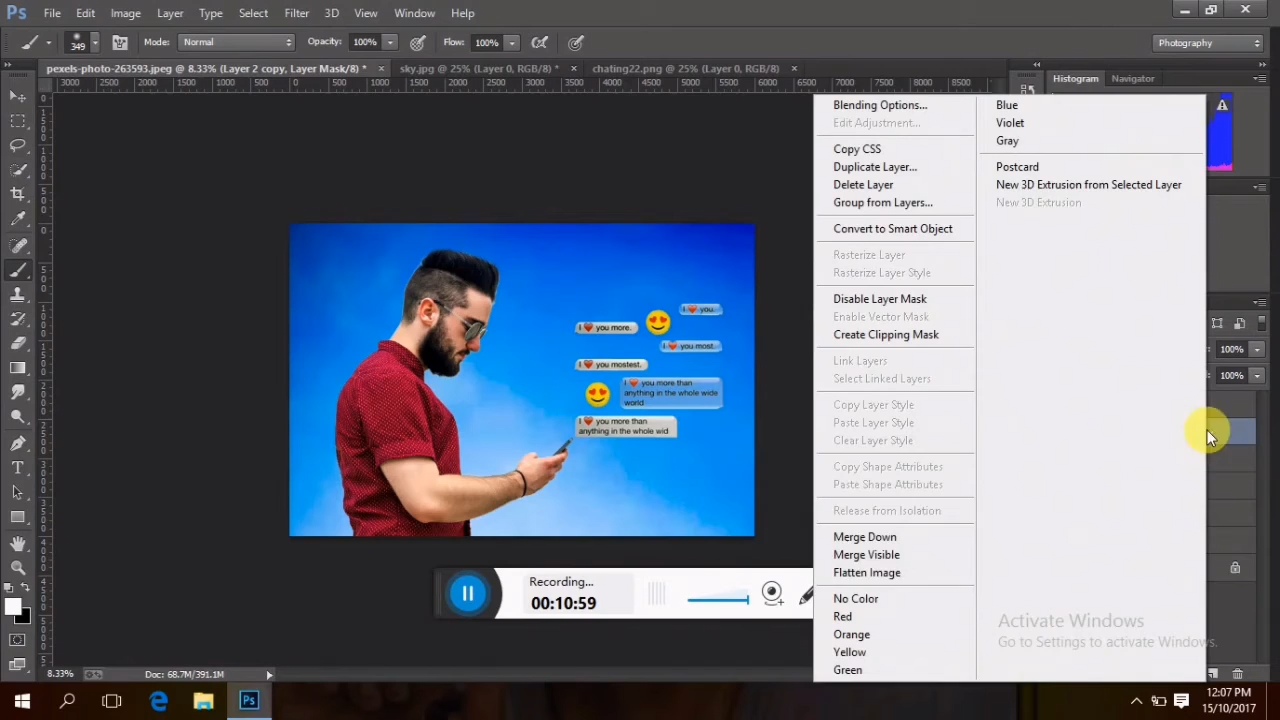 Ps File Edit Image Layer Type Select Filter 3D View Window Help
349 Mode: Normal Opacity: 100% Flow: 100% Photography
pexels-photo-263593.jpeg @ 8.33% (Layer 2 copy, Layer Mask/8) * sky.jpg @ 25% (Layer 0, RGB/8) * chating22.png @ 25% (Layer 0, RGB/8) Histogram Navigator
3000 2500 2000 1500 1000 500 0 500 1000 1500 2000 2500 3000 3500 4000 4500 5000 5500 6000 6500 7000 7500 8000 8500
Blending Options...
Edit Adjustment...
Copy CSS
Duplicate Layer...
Delete Layer
Group from Layers...
Convert to Smart Object
Rasterize Layer
Rasterize Layer Style
Disable Layer Mask
Enable Vector Mask
Create Clipping Mask
Link Layers
Select Linked Layers
Copy Layer Style
Paste Layer Style
Clear Layer Style
Copy Shape Attributes
Paste Shape Attributes
Release from Isolation
Merge Down
Merge Visible
Flatten Image
No Color
Red
Orange
Yellow
Green
Blue
Violet
Gray
Postcard
New 3D Extrusion from Selected Layer
New 3D Extrusion
100%
100%
I ❤ you.
I ❤ you more.
I ❤ you most.
I ❤ you mostest.
I ❤ you more than
anything in the whole wide
world
I ❤ you more than
anything in the whole wid
Recording...
00:10:59
Activate Windows
Go to Settings to activate Windows.
8.33% Doc: 68.7M/391.1M
Ps
12:07 PM
15/10/2017